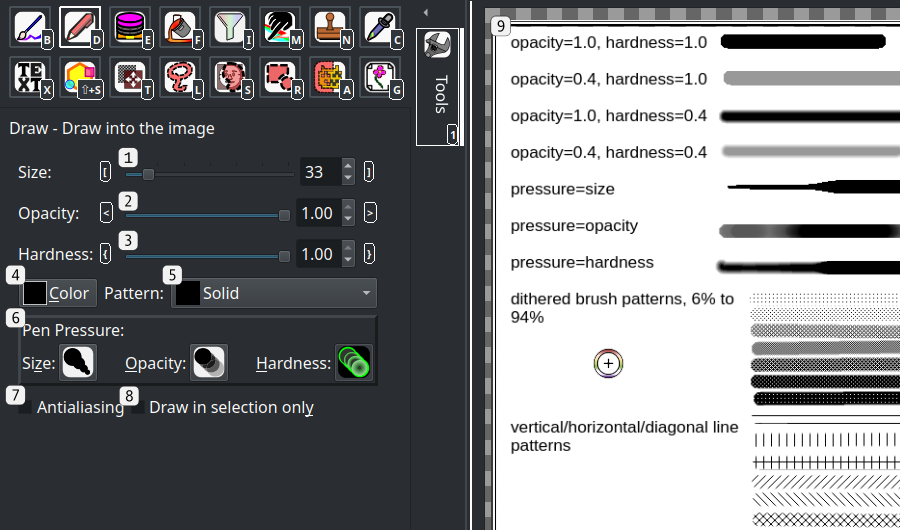 B D E F I M N C
TEXT X ⇧+S T L S R A G
Tools
1
Draw - Draw into the image
1
Size: [ 33 ]
2
Opacity: < 1.00 >
3
Hardness: { 1.00 }
4 5
Color Pattern: Solid
6
Pen Pressure:
Size: Opacity: Hardness:
7 8
Antialiasing Draw in selection only
9
opacity=1.0, hardness=1.0
opacity=0.4, hardness=1.0
opacity=1.0, hardness=0.4
opacity=0.4, hardness=0.4
pressure=size
pressure=opacity
pressure=hardness
dithered brush patterns, 6% to
94%
vertical/horizontal/diagonal line
patterns